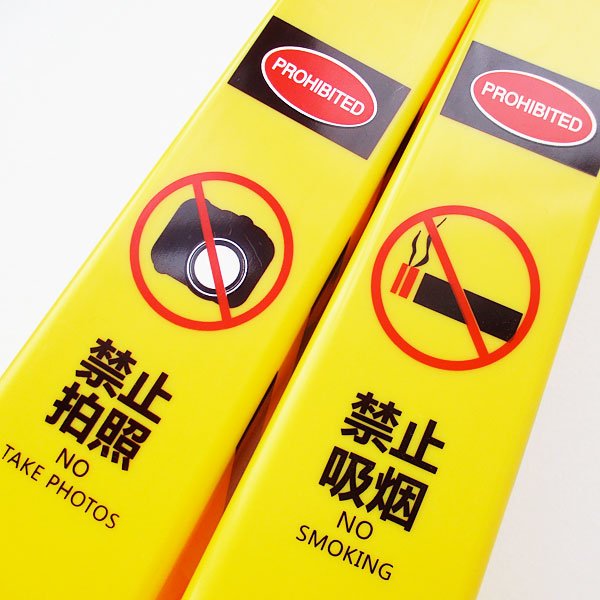 PROHIBITED
禁止
拍照
NO
TAKE PHOTOS
PROHIBITED
禁止
吸烟
NO
SMOKING